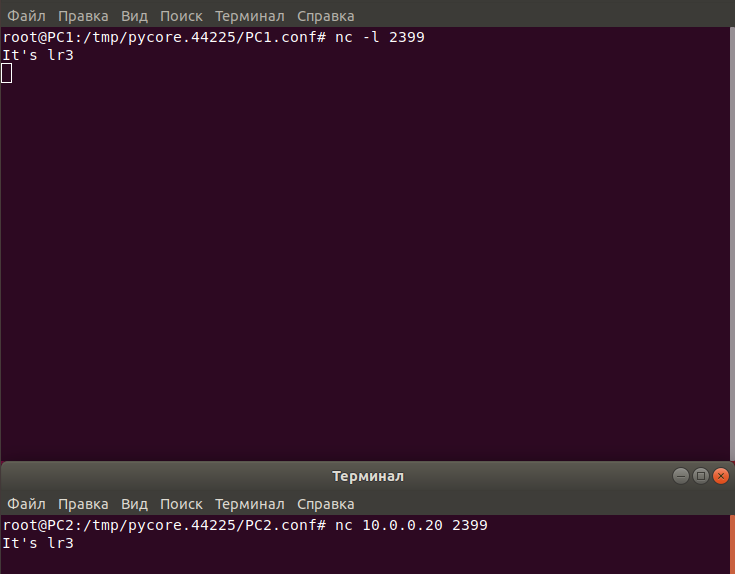 Файл Правка Вид Поиск Терминал Справка
root@PC1:/tmp/pycore.44225/PC1.conf# nc -l 2399
It's lr3
Терминал
Файл Правка Вид Поиск Терминал Справка
root@PC2:/tmp/pycore.44225/PC2.conf# nc 10.0.0.20 2399
It's lr3